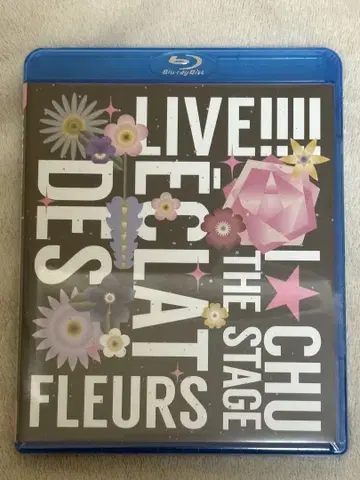 Blu-ray Disc
LIVE!!!!!
ÉCLAT
DES
FLEURS
I★CHU
THE STAGE